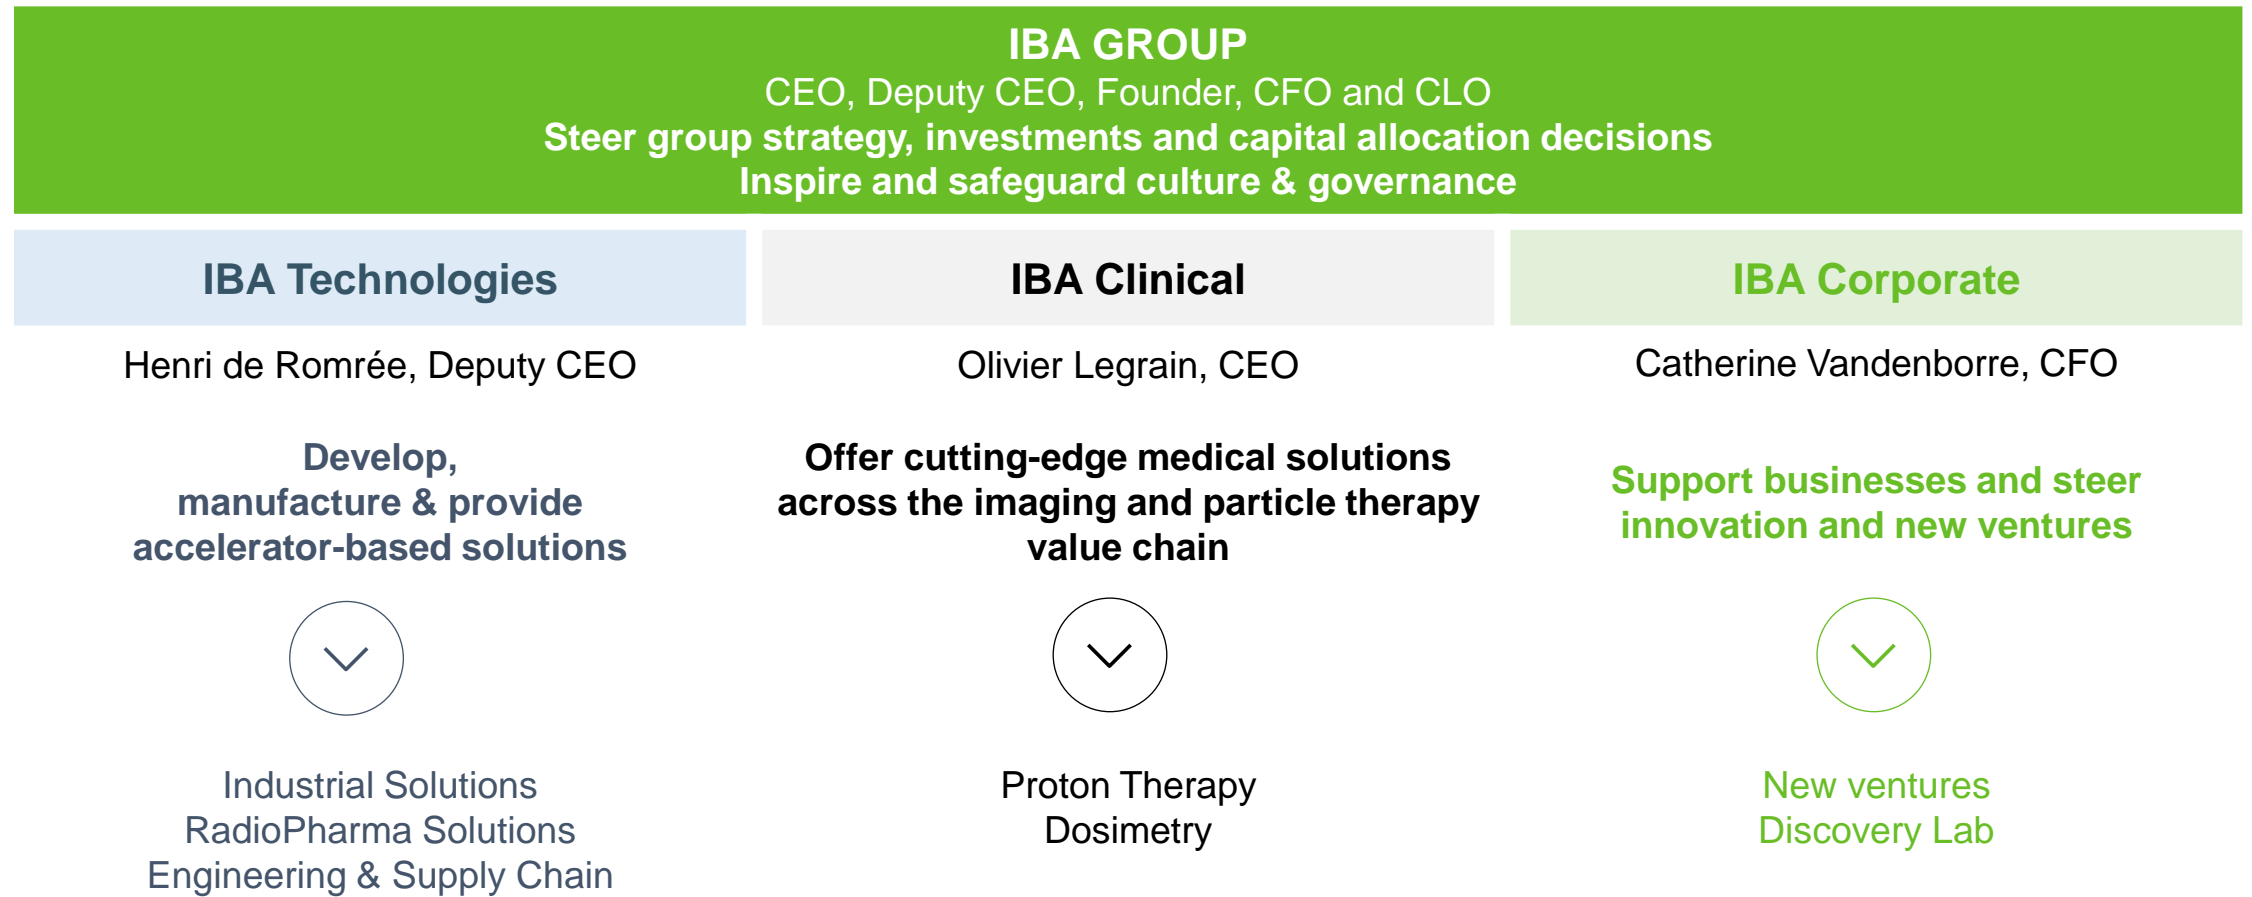 IBA GROUP
CEO, Deputy CEO, Founder, CFO and CLO
Steer group strategy, investments and capital allocation decisions
Inspire and safeguard culture & governance
IBA Technologies
Henri de Romrée, Deputy CEO
Develop,
manufacture & provide
accelerator-based solutions
Industrial Solutions
RadioPharma Solutions
Engineering & Supply Chain
IBA Clinical
Olivier Legrain, CEO
Offer cutting-edge medical solutions
across the imaging and particle therapy
value chain
Proton Therapy
Dosimetry
IBA Corporate
Catherine Vandenborre, CFO
Support businesses and steer
innovation and new ventures
New ventures
Discovery Lab